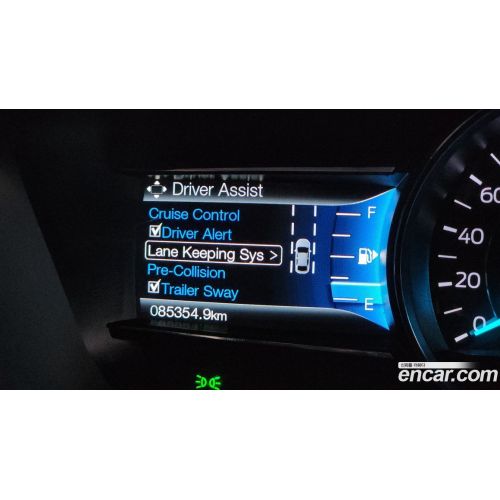 Driver Assist
Cruise Control
Driver Alert
Lane Keeping Sys >
Pre-Collision
Trailer Sway
085354.9km
F
E
60
40
20
0
encar.com